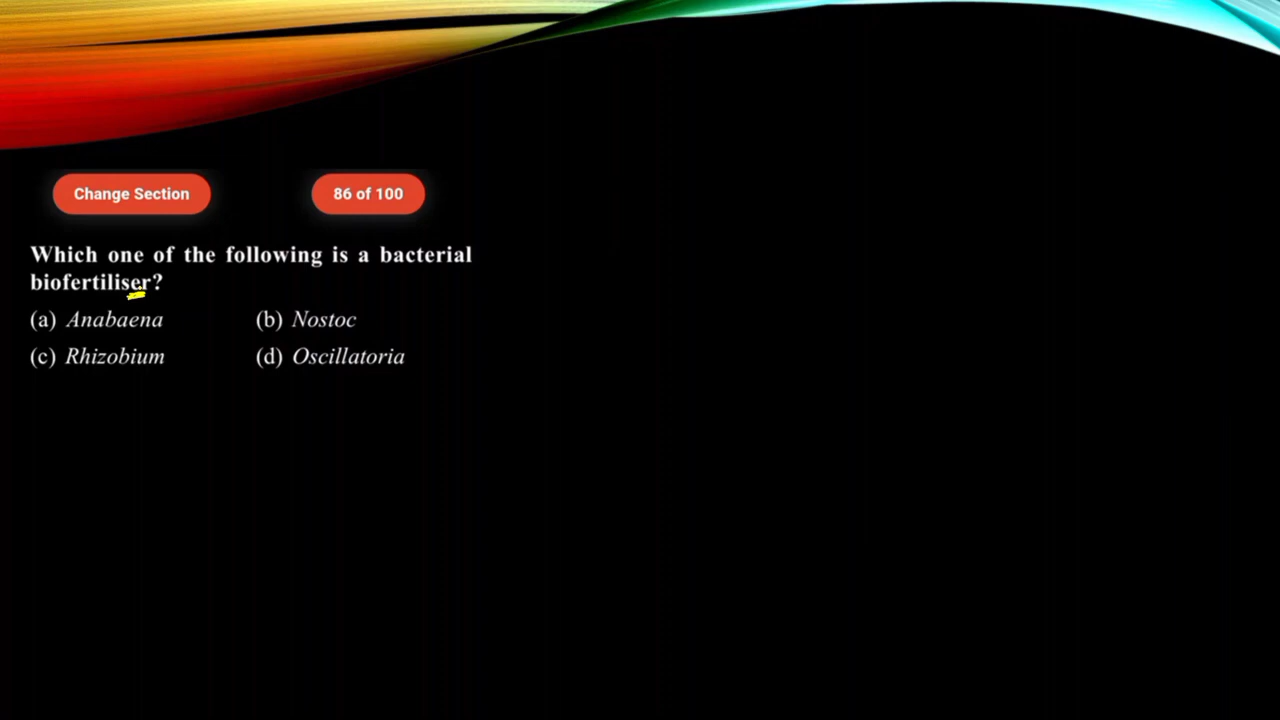 Change Section
86 of 100
Which one of the following is a bacterial
biofertiliser?
(a) Anabaena (b) Nostoc
(c) Rhizobium (d) Oscillatoria